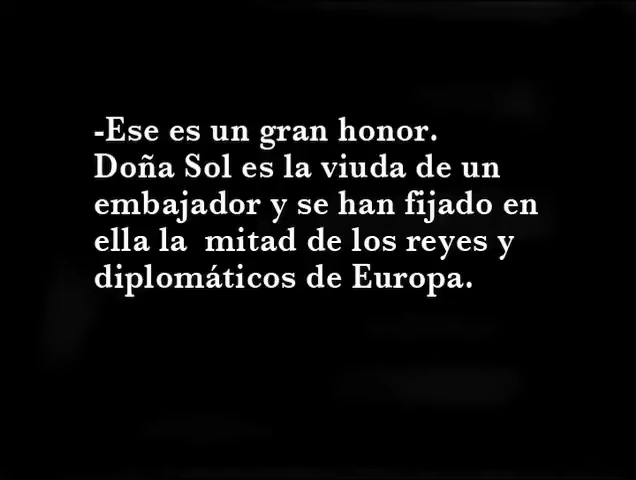 -Ese es un gran honor.
Doña Sol es la viuda de un
embajador y se han fijado en
ella la  mitad de los reyes y
diplomáticos de Europa.